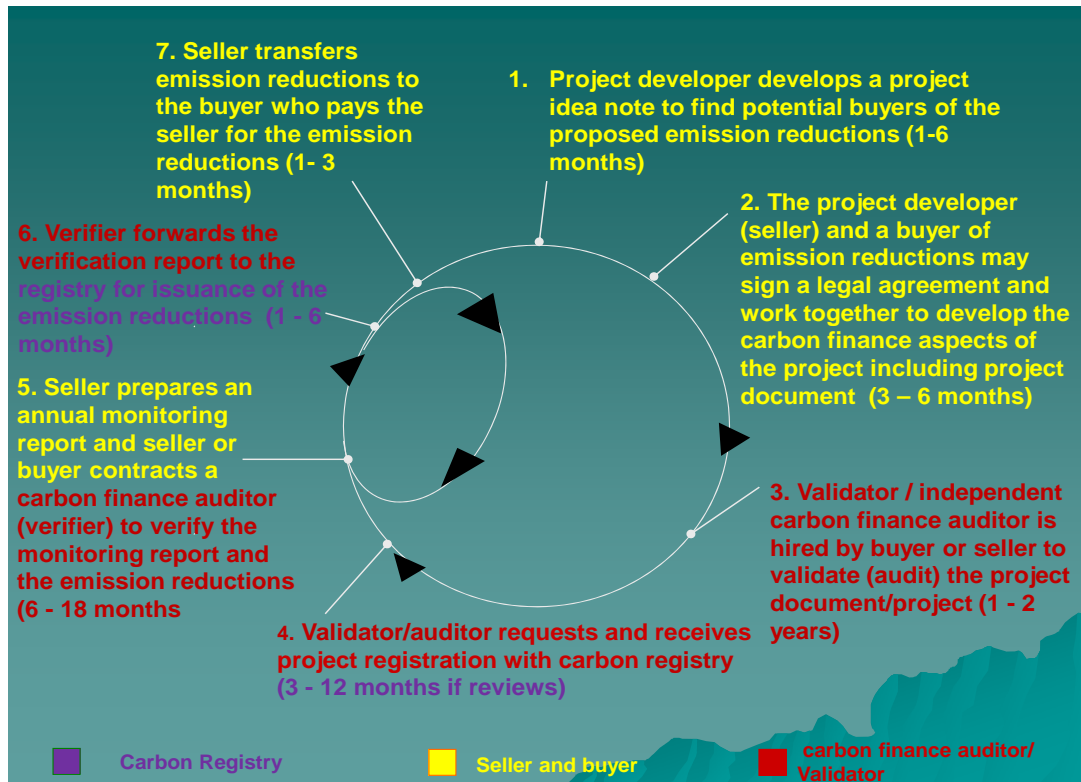 7. Seller transfers
emission reductions to
the buyer who pays the
seller for the emission
reductions (1- 3
months)
1. Project developer develops a project
idea note to find potential buyers of the
proposed emission reductions (1-6
months)
2. The project developer
(seller) and a buyer of
emission reductions may
sign a legal agreement and
work together to develop the
carbon finance aspects of
the project including project
document (3 – 6 months)
6. Verifier forwards the
verification report to the
registry for issuance of the
emission reductions (1 - 6
months)
5. Seller prepares an
annual monitoring
report and seller or
buyer contracts a
carbon finance auditor
(verifier) to verify the
monitoring report and
the emission reductions
(6 - 18 months
3. Validator / independent
carbon finance auditor is
hired by buyer or seller to
validate (audit) the project
document/project (1 - 2
years)
4. Validator/auditor requests and receives
project registration with carbon registry
(3 - 12 months if reviews)
Carbon Registry
Seller and buyer
carbon finance auditor/
Validator